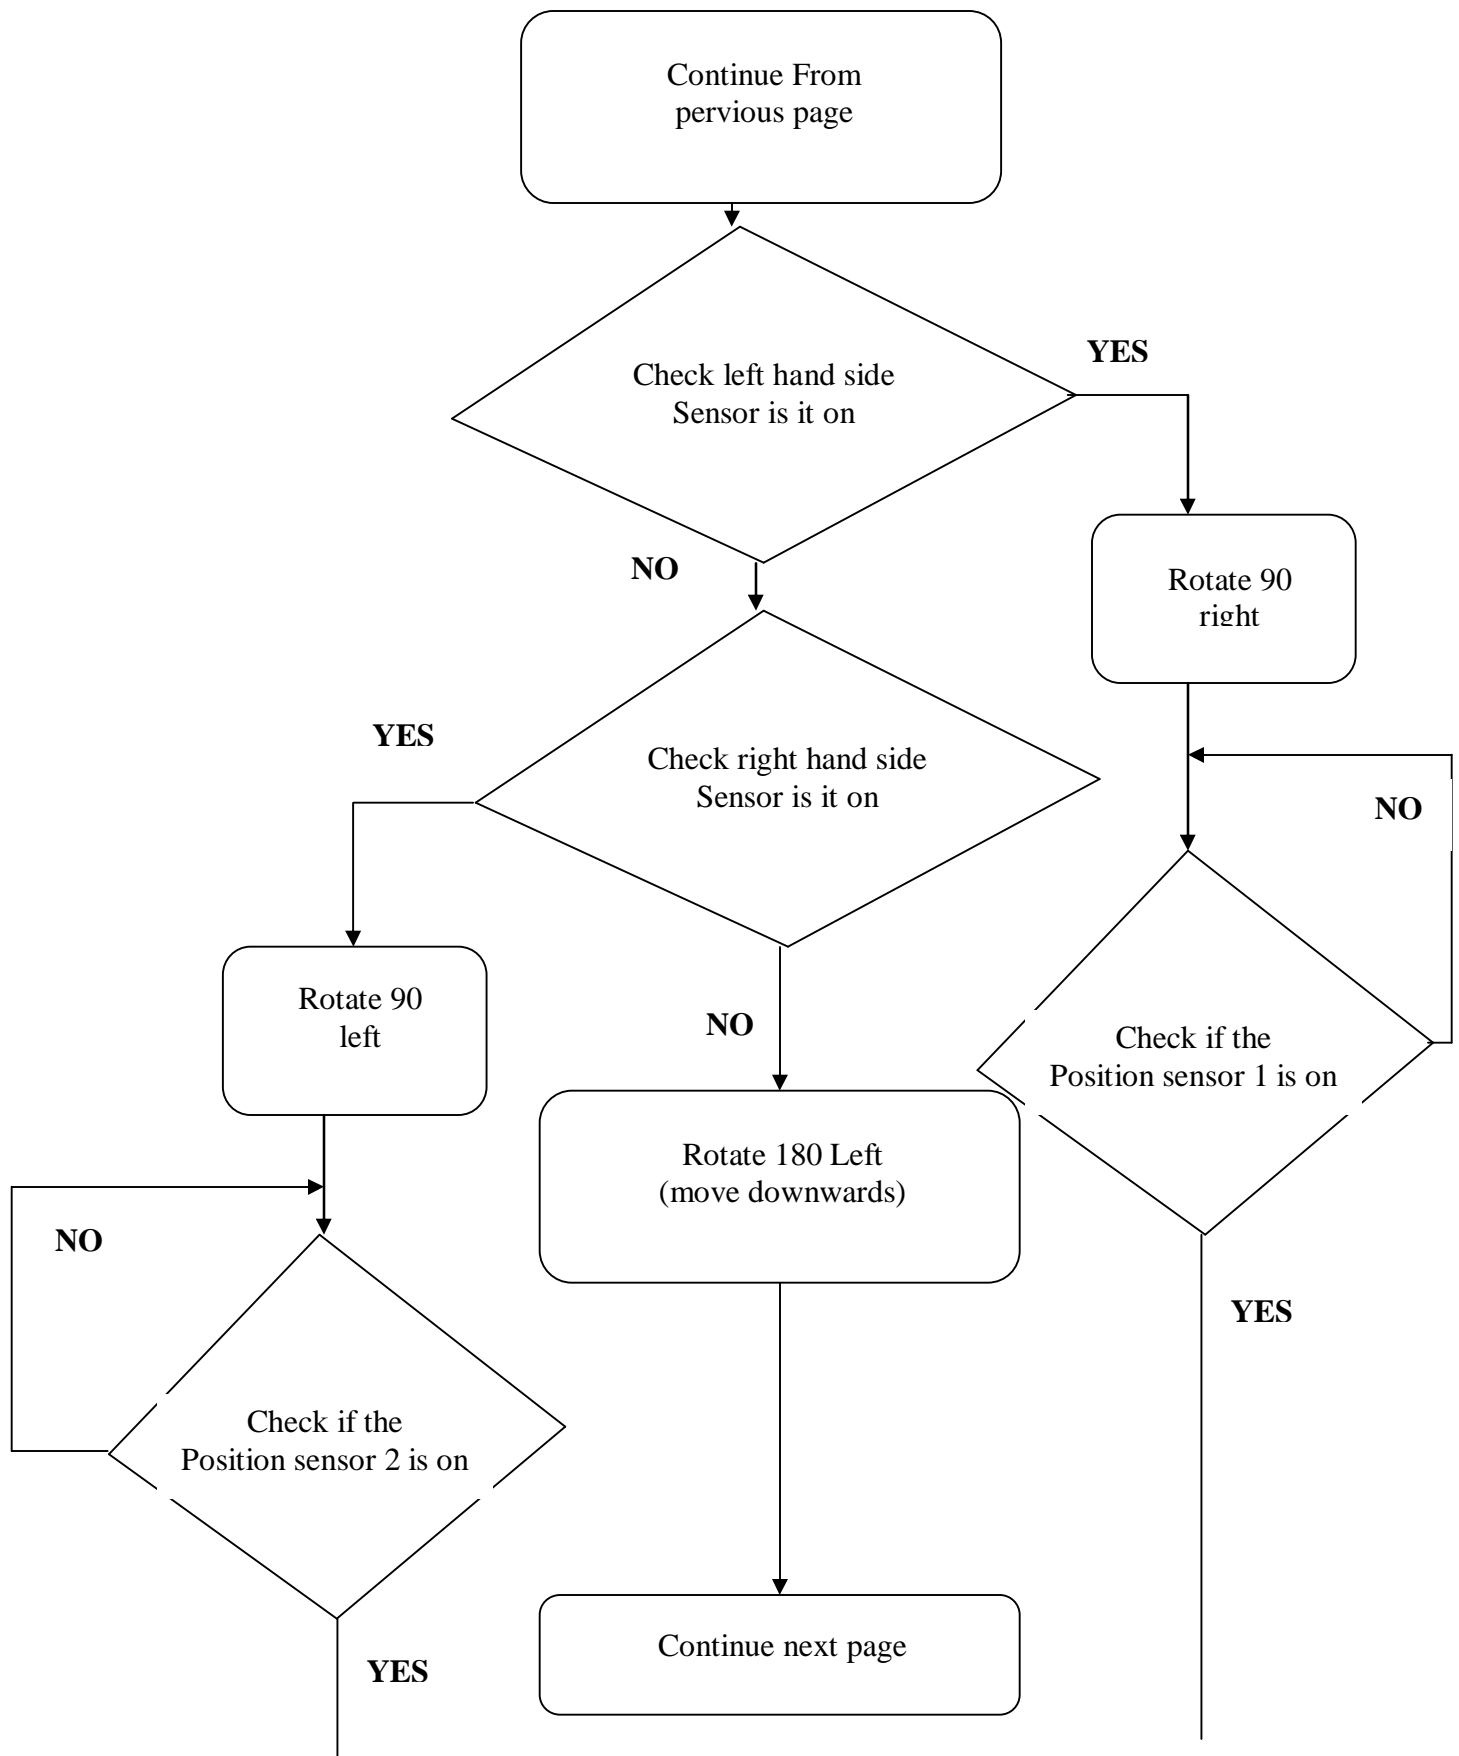 Continue From
pervious page
YES
Check left hand side
Sensor is it on
NO
Rotate 90
right
YES
Check right hand side
Sensor is it on
NO
Rotate 90
left
NO
Check if the
Position sensor 1 is on
Rotate 180 Left
(move downwards)
NO
YES
Check if the
Position sensor 2 is on
Continue next page
YES